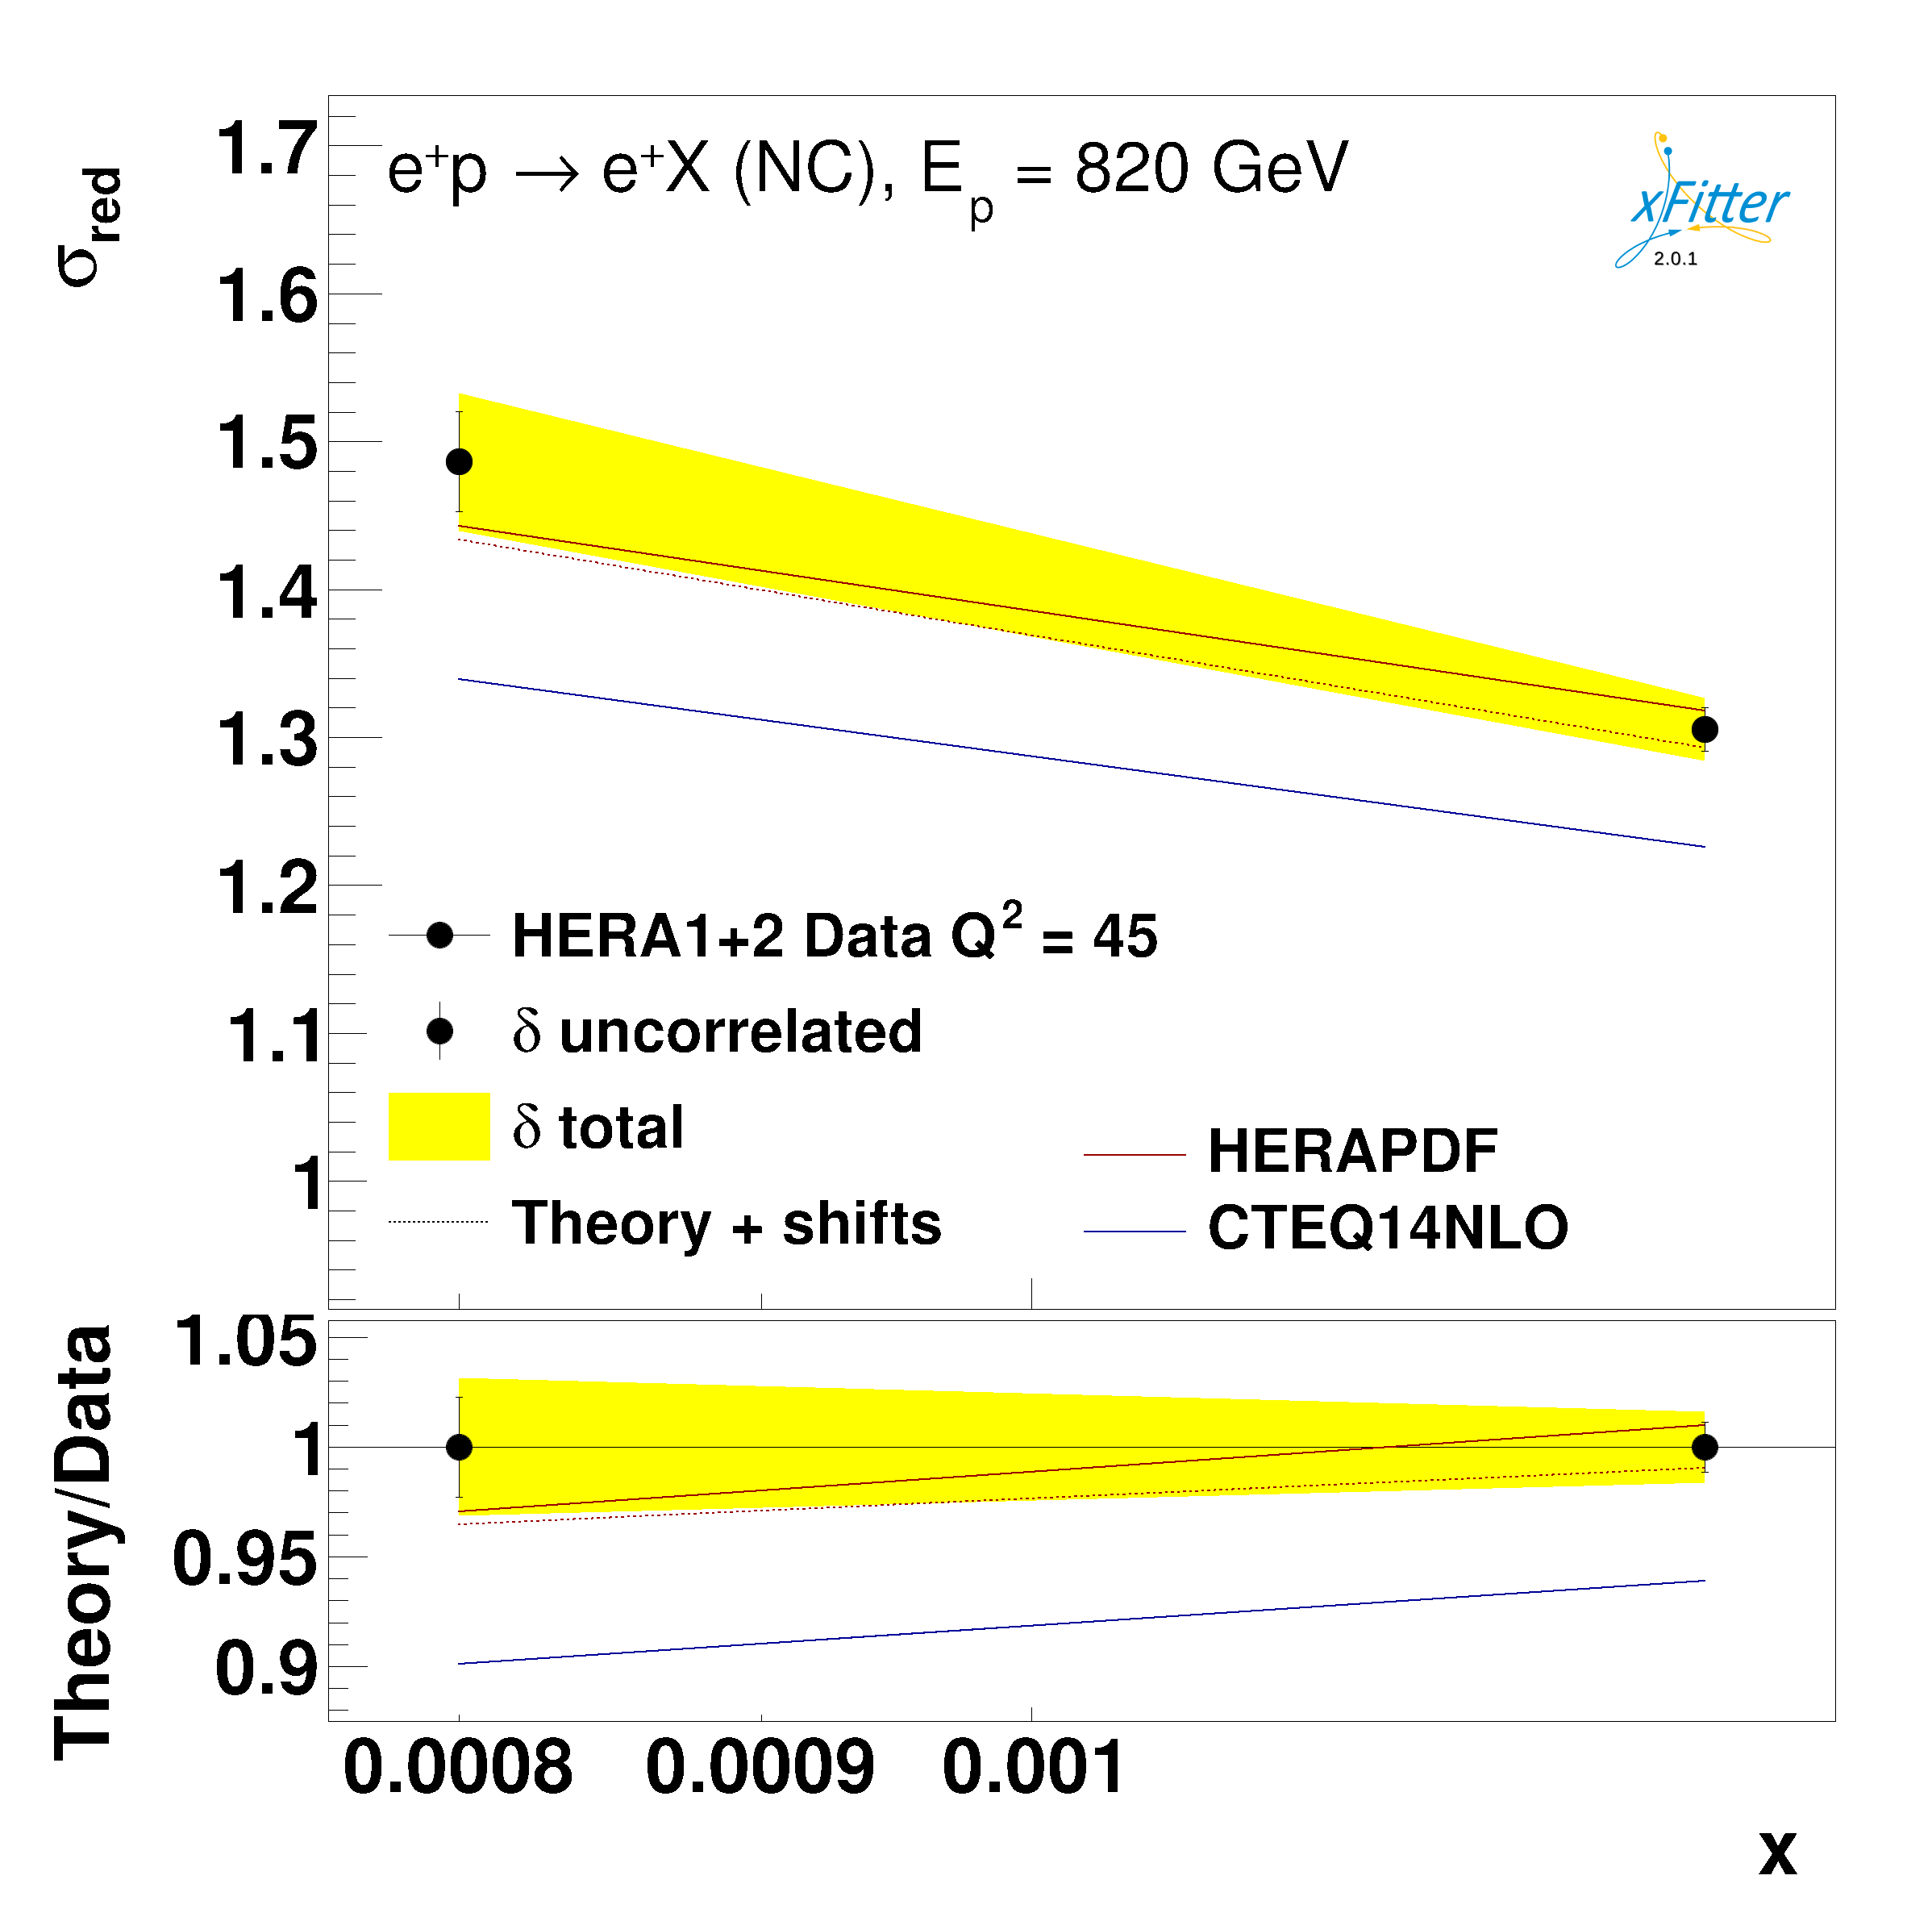 σred
1.7
1.6
1.5
1.4
1.3
1.2
1.1
1
e⁺p → e⁺X (NC), Ep = 820 GeV
xFitter
2.0.1
HERA1+2 Data Q² = 45
δ uncorrelated
δ total
Theory + shifts
HERAPDF
CTEQ14NLO
Theory/Data
1.05
1
0.95
0.9
0.0008 0.0009 0.001
x